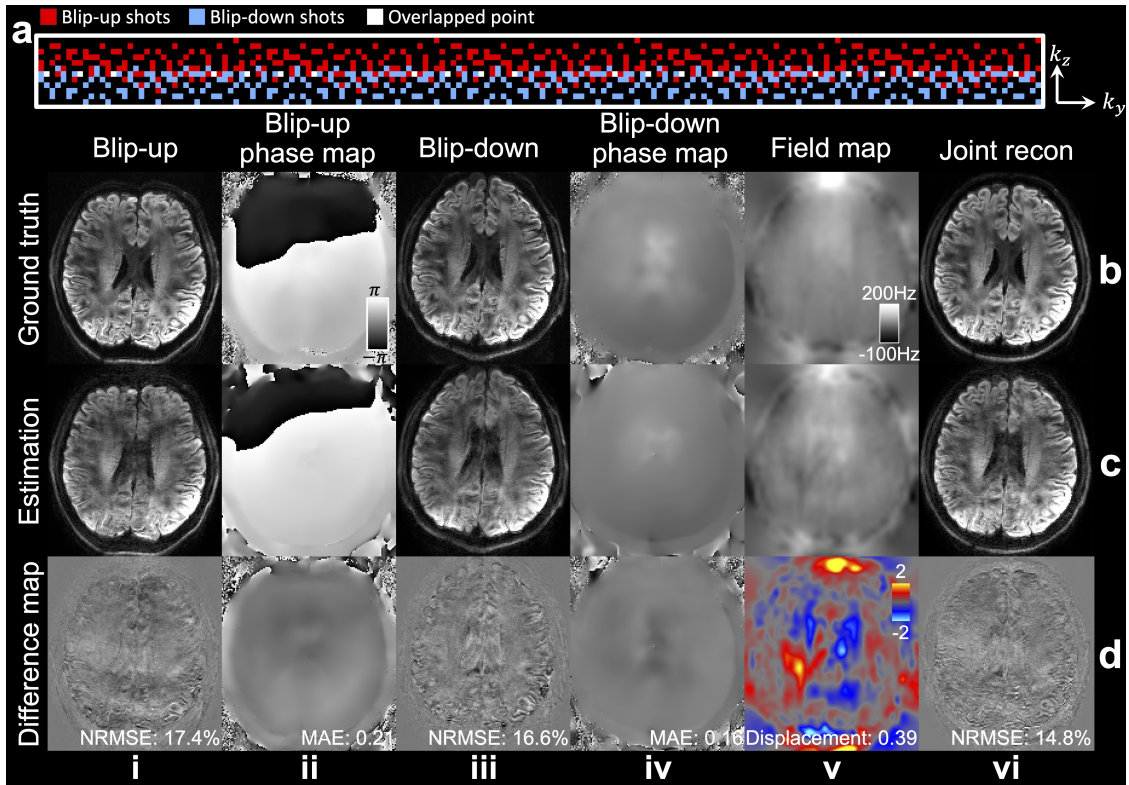 a
Blip-up shots
Blip-down shots
Overlapped point
k_z
k_y
Blip-up
Blip-up
phase map
Blip-down
Blip-down
phase map
Field map
Joint recon
Ground truth
π
−π
200Hz
-100Hz
b
Estimation
c
Difference map
2
-2
d
NRMSE: 17.4%
MAE: 0.21
NRMSE: 16.6%
MAE: 0.16
Displacement: 0.39
NRMSE: 14.8%
i
ii
iii
iv
v
vi